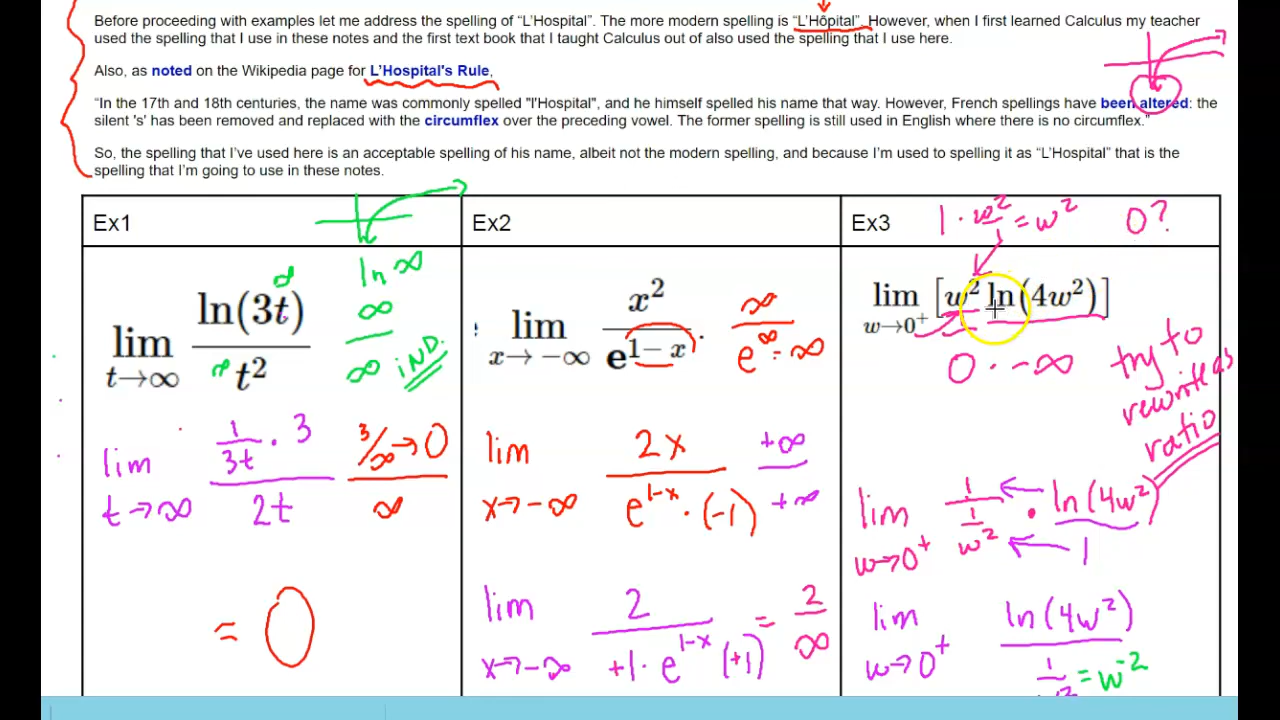 Before proceeding with examples let me address the spelling of “L’Hospital”. The more modern spelling is “L’Hôpital”. However, when I first learned Calculus my teacher
used the spelling that I use in these notes and the first text book that I taught Calculus out of also used the spelling that I use here.
Also, as noted on the Wikipedia page for L’Hospital's Rule,
“In the 17th and 18th centuries, the name was commonly spelled "l'Hospital", and he himself spelled his name that way. However, French spellings have been altered: the
silent 's' has been removed and replaced with the circumflex over the preceding vowel. The former spelling is still used in English where there is no circumflex.”
So, the spelling that I’ve used here is an acceptable spelling of his name, albeit not the modern spelling, and because I’m used to spelling it as “L’Hospital” that is the
spelling that I’m going to use in these notes.
Ex1
ln ∞
∞
∞ IND.
lim t→∞ ln(3t) / t²
∞
∞
lim t→∞ 1/3t · 3 / 2t
3/∞ → 0
∞
= 0
Ex2
lim x→−∞ x² / e^(1−x) .
∞
e^∞ = ∞
lim x→−∞ 2x / e^(1−x) · (−1)
+∞
+∞
lim x→−∞ 2 / +1 · e^(1−x) (+1) = 2/∞
Ex3
1 · w²/1 = w² 0?
lim w→0⁺ [w² ln(4w²)]
0 · −∞
try to
rewrite as
ratio
lim w→0⁺ 1 / 1/w² · ln(4w²)
1
lim w→0⁺ ln(4w²)
1 = w⁻²